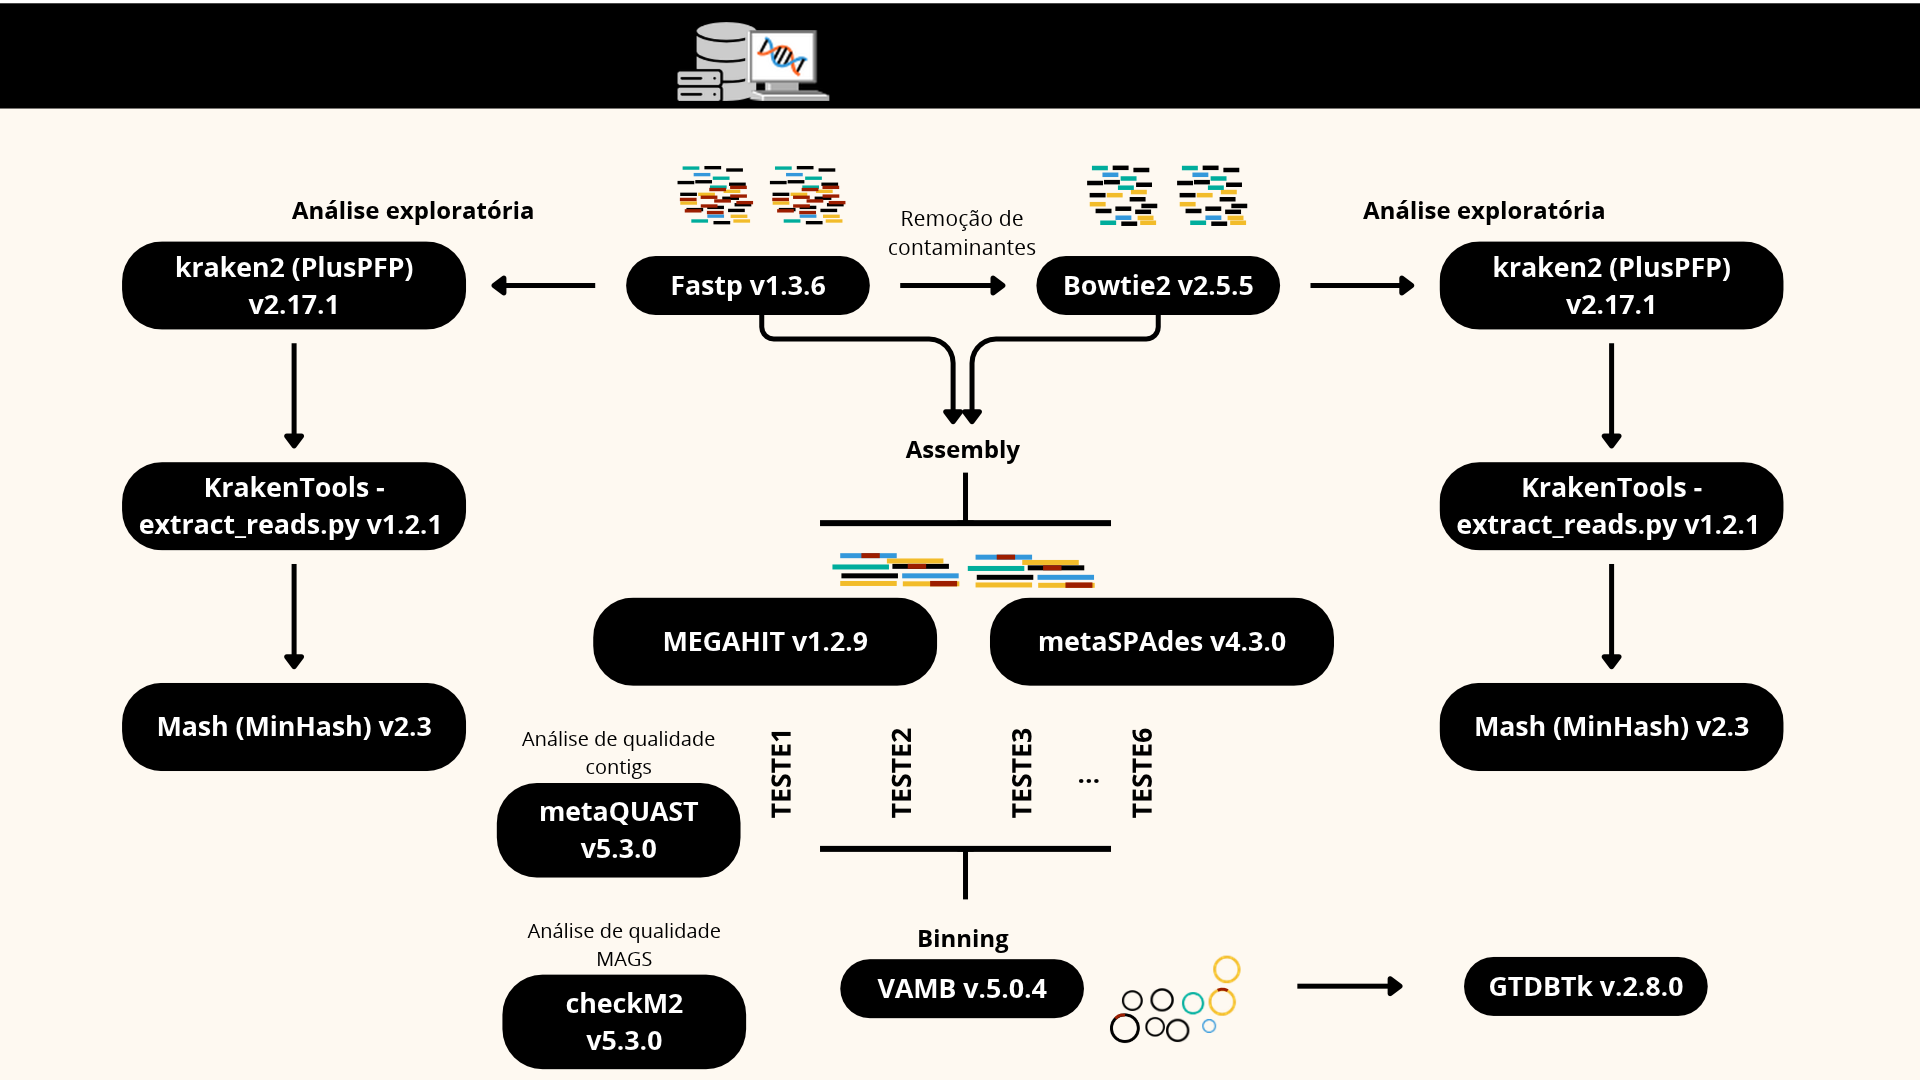 Análise exploratória
Remoção de
contaminantes
Análise exploratória
kraken2 (PlusPFP)
v2.17.1
Fastp v1.3.6
Bowtie2 v2.5.5
kraken2 (PlusPFP)
v2.17.1
Assembly
KrakenTools -
extract_reads.py v1.2.1
KrakenTools -
extract_reads.py v1.2.1
MEGAHIT v1.2.9
metaSPAdes v4.3.0
Mash (MinHash) v2.3
Mash (MinHash) v2.3
Análise de qualidade
contigs
metaQUAST
v5.3.0
TESTE1
TESTE2
TESTE3
...
TESTE6
Análise de qualidade
MAGS
checkM2
v5.3.0
Binning
VAMB v.5.0.4
GTDBTk v.2.8.0